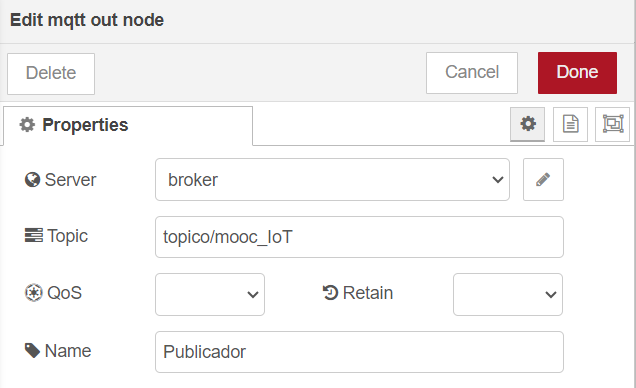 Edit mqtt out node
Delete
Cancel
Done
Properties
Server
broker
Topic
topico/mooc_IoT
QoS
Retain
Name
Publicador